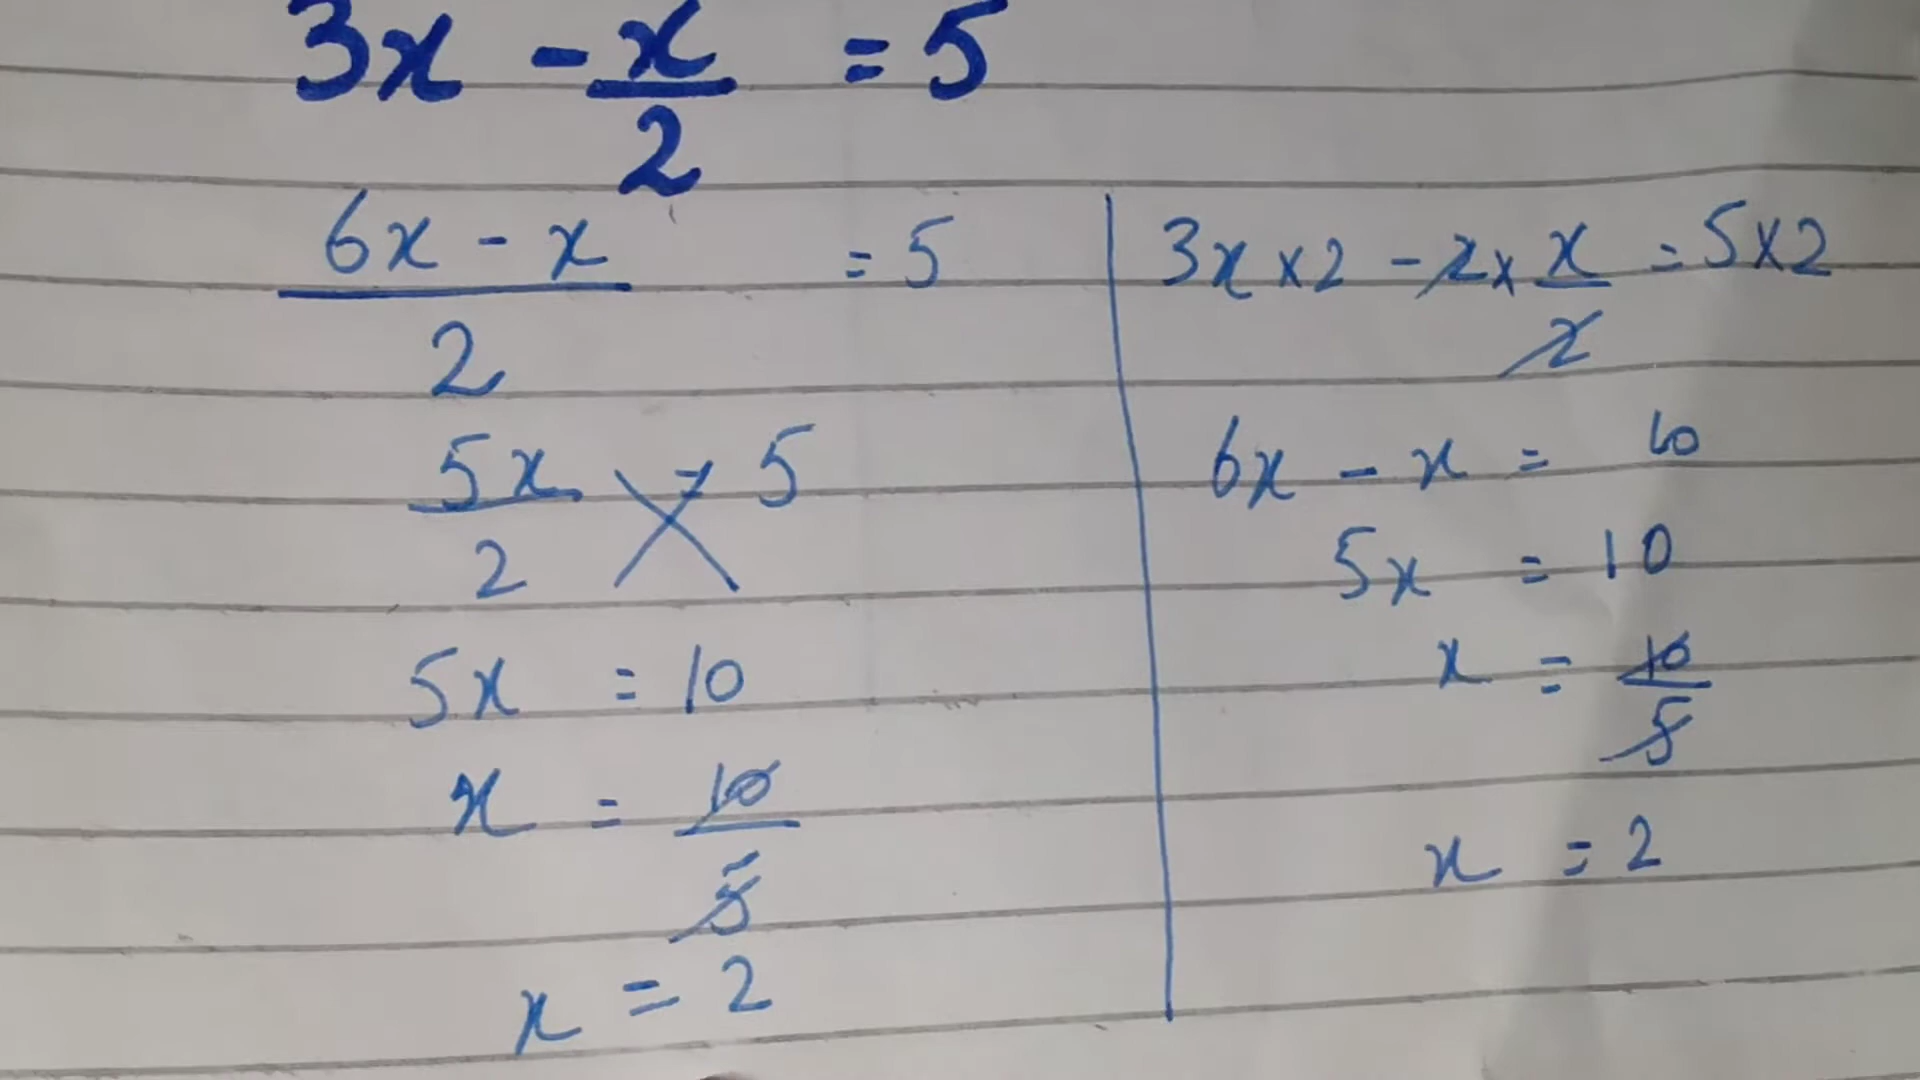 3x - x/2 = 5
6x - x / 2 = 5
5x/2 = 5
5x = 10
x = 10/5
x = 2
3x × 2 - 2 × x/2 = 5 × 2
6x - x = 10
5x = 10
x = 10/5
x = 2